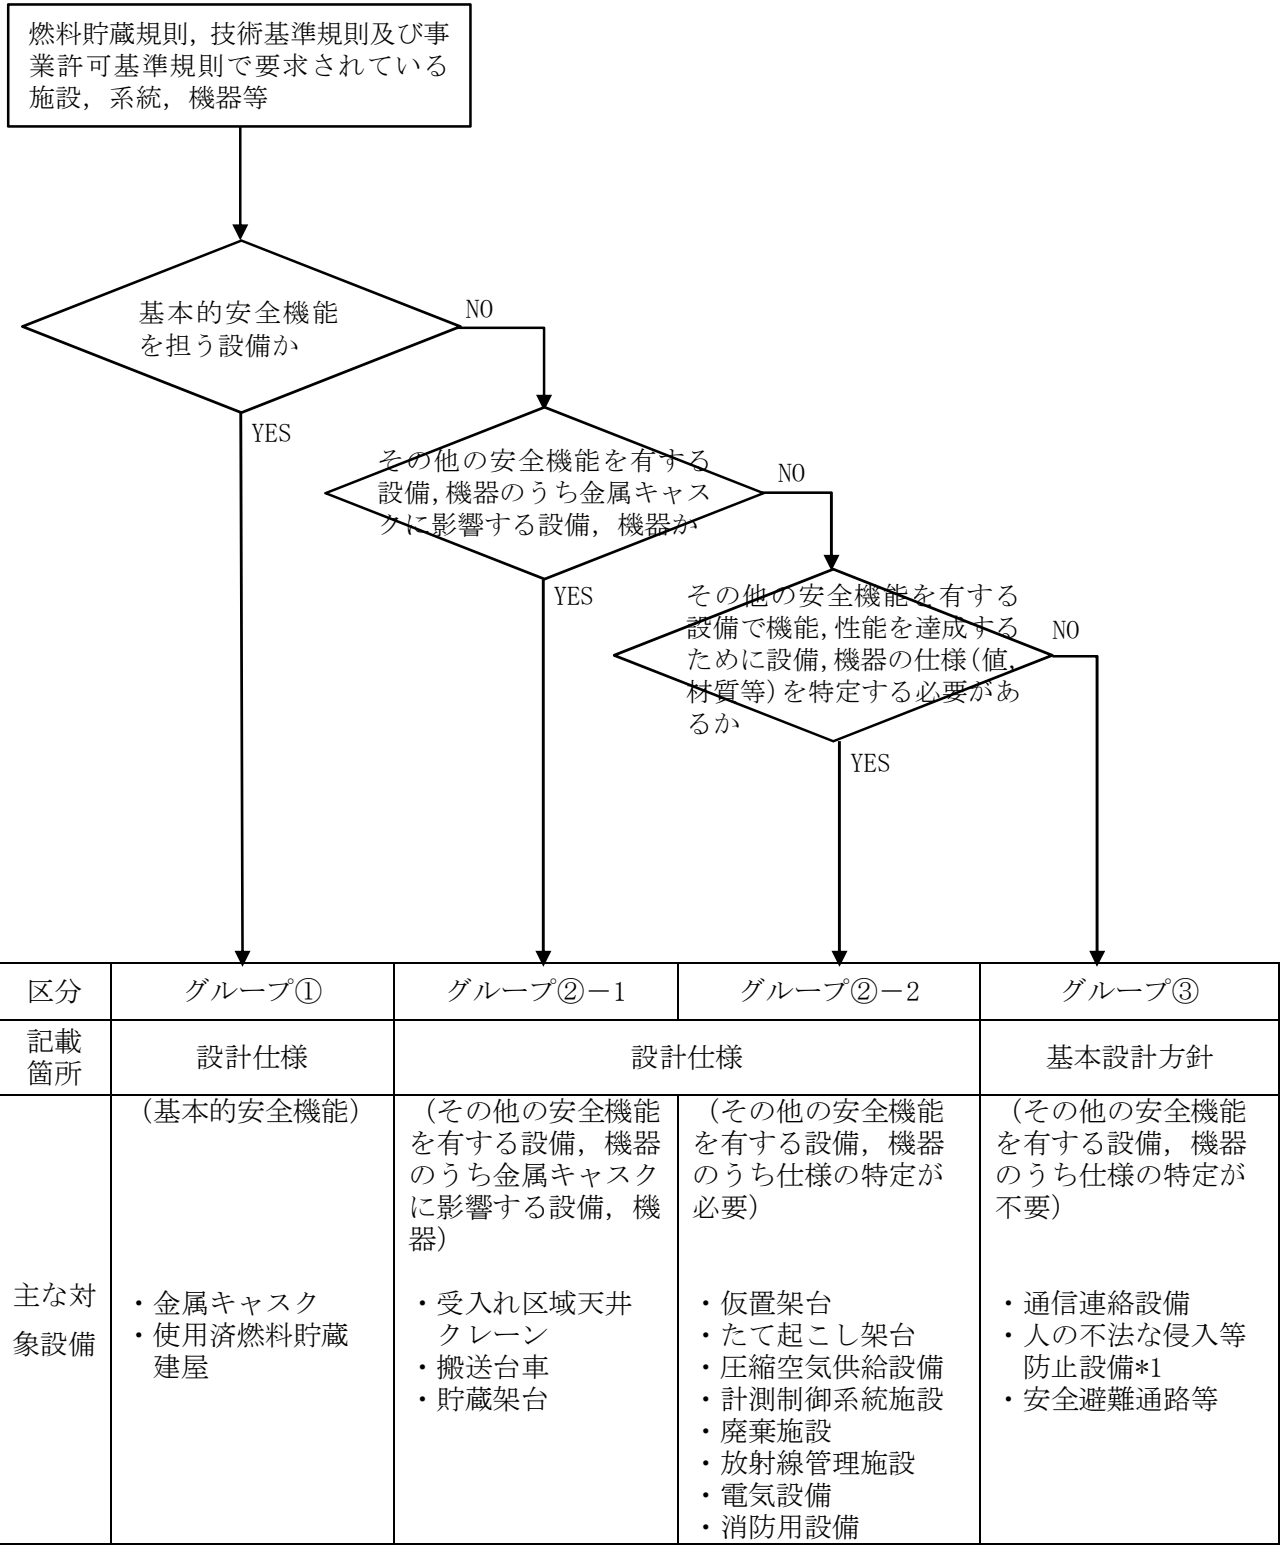 燃料貯蔵規則，技術基準規則及び事
業許可基準規則で要求されている
施設，系統，機器等
基本的安全機能
を担う設備か
NO
YES
その他の安全機能を有する
設備，機器のうち金属キャス
クに影響する設備，機器か
NO
YES
その他の安全機能を有する
設備で機能，性能を達成する
ために設備，機器の仕様（値，
材質等）を特定する必要があ
るか
NO
YES
区分
グループ①
グループ②－1
グループ②－2
グループ③
記載
箇所
設計仕様
設計仕様
基本設計方針
主な対
象設備
（基本的安全機能）
・金属キャスク
・使用済燃料貯蔵
建屋
（その他の安全機能
を有する設備，機器
のうち金属キャスク
に影響する設備，機
器）
・受入れ区域天井
クレーン
・搬送台車
・貯蔵架台
（その他の安全機能
を有する設備，機器
のうち仕様の特定が
必要）
・仮置架台
・たて起こし架台
・圧縮空気供給設備
・計測制御系統施設
・廃棄施設
・放射線管理施設
・電気設備
・消防用設備
（その他の安全機能
を有する設備，機器
のうち仕様の特定が
不要）
・通信連絡設備
・人の不法な侵入等
防止設備*1
・安全避難通路等